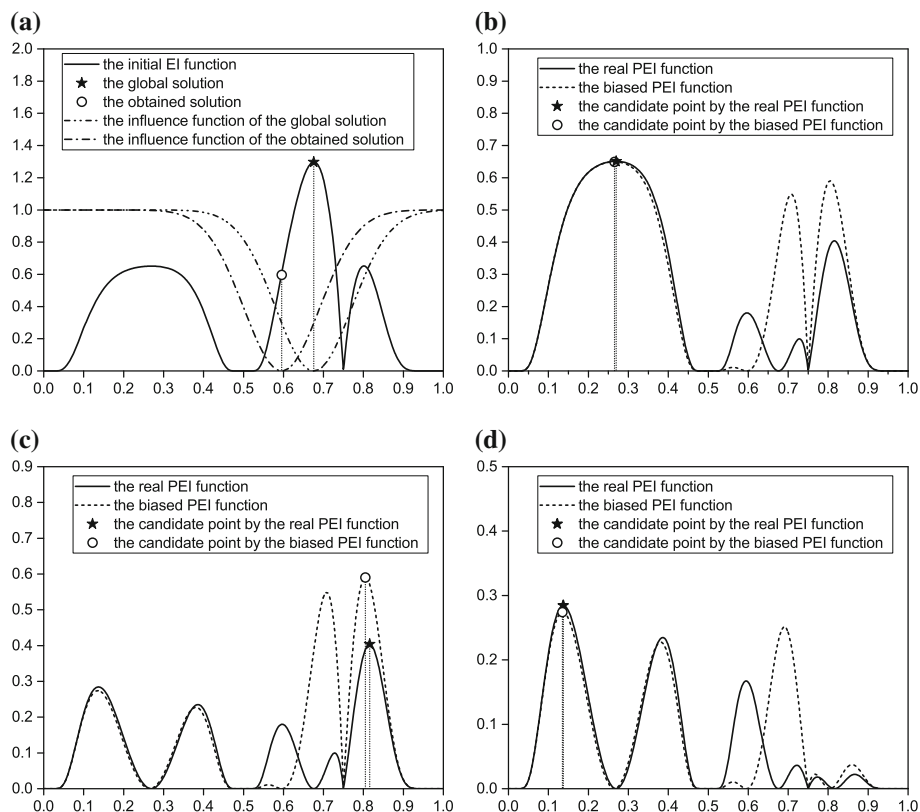 (a)
2.0
1.8
1.6
1.4
1.2
1.0
0.8
0.6
0.4
0.2
0.0
the initial EI function
the global solution
the obtained solution
the influence function of the global solution
the influence function of the obtained solution
0.0 0.1 0.2 0.3 0.4 0.5 0.6 0.7 0.8 0.9 1.0
(b)
1.0
0.9
0.8
0.7
0.6
0.5
0.4
0.3
0.2
0.1
0.0
the real PEI function
the biased PEI function
the candidate point by the real PEI function
the candidate point by the biased PEI function
0.0 0.1 0.2 0.3 0.4 0.5 0.6 0.7 0.8 0.9 1.0
(c)
0.9
0.8
0.7
0.6
0.5
0.4
0.3
0.2
0.1
0.0
the real PEI function
the biased PEI function
the candidate point by the real PEI function
the candidate point by the biased PEI function
0.0 0.1 0.2 0.3 0.4 0.5 0.6 0.7 0.8 0.9 1.0
(d)
0.5
0.4
0.3
0.2
0.1
0.0
the real PEI function
the biased PEI function
the candidate point by the real PEI function
the candidate point by the biased PEI function
0.0 0.1 0.2 0.3 0.4 0.5 0.6 0.7 0.8 0.9 1.0